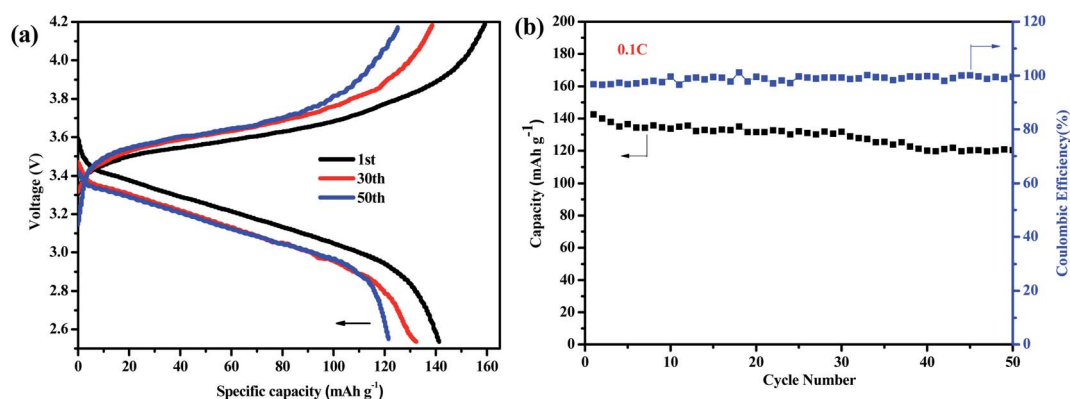 (a)
4.2
4.0
3.8
3.6
3.4
3.2
3.0
2.8
2.6
Voltage (V)
1st
30th
50th
0 20 40 60 80 100 120 140 160
Specific capacity (mAh g-1)
(b)
200
180
160
140
120
100
80
60
40
20
0
Capacity (mAh g-1)
0.1C
120
100
80
60
40
20
0
Coulombic Efficiency(%)
0 10 20 30 40 50
Cycle Number